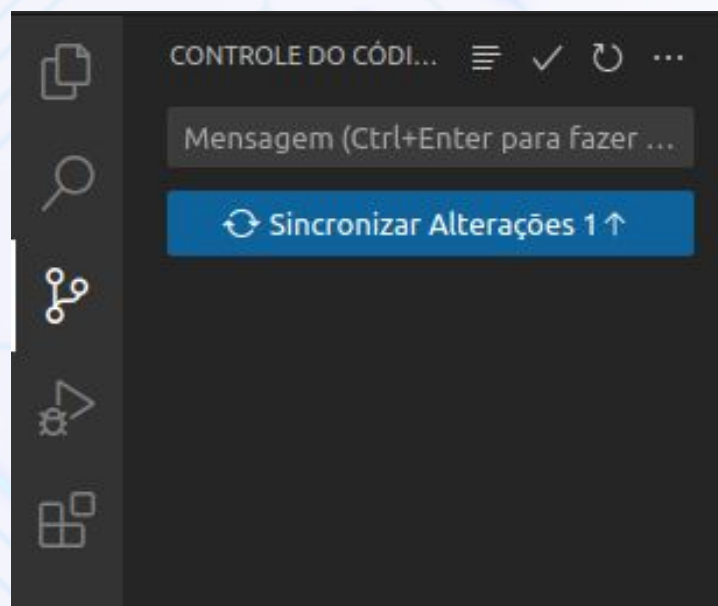 CONTROLE DO CÓDI...
Mensagem (Ctrl+Enter para fazer ...
Sincronizar Alterações 1↑